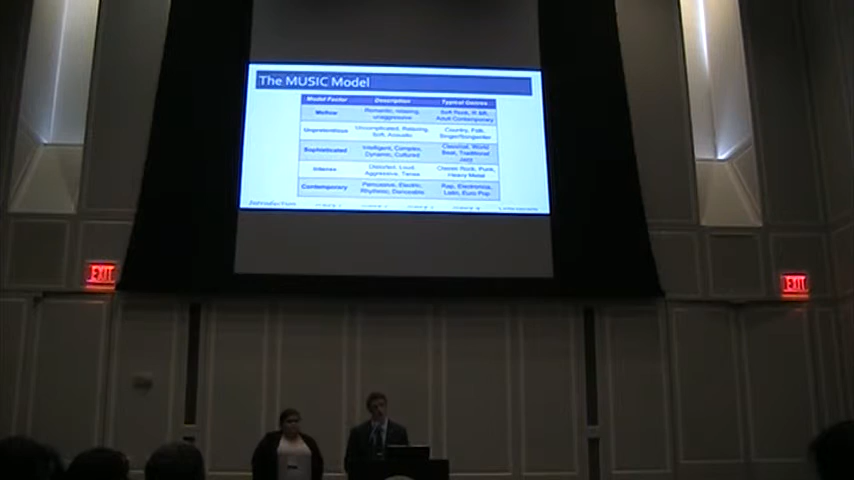 The MUSIC Model
Model Factor Description Typical Genres
Mellow Romantic, relaxing, unaggressive Soft Rock, R &B, Adult Contemporary
Unpretentious Uncomplicated, Relaxing, Soft, Acoustic Country, Folk, Singer/Songwriter
Sophisticated Intelligent, Complex, Dynamic, Cultured Classical, World Beat, Traditional Jazz
Intense Distorted, Loud, Aggressive, Tense Classic Rock, Punk, Heavy Metal
Contemporary Percussive, Electric, Rhythmic, Danceable Rap, Electronica, Latin, Euro Pop
Introduction
EXIT
EXIT